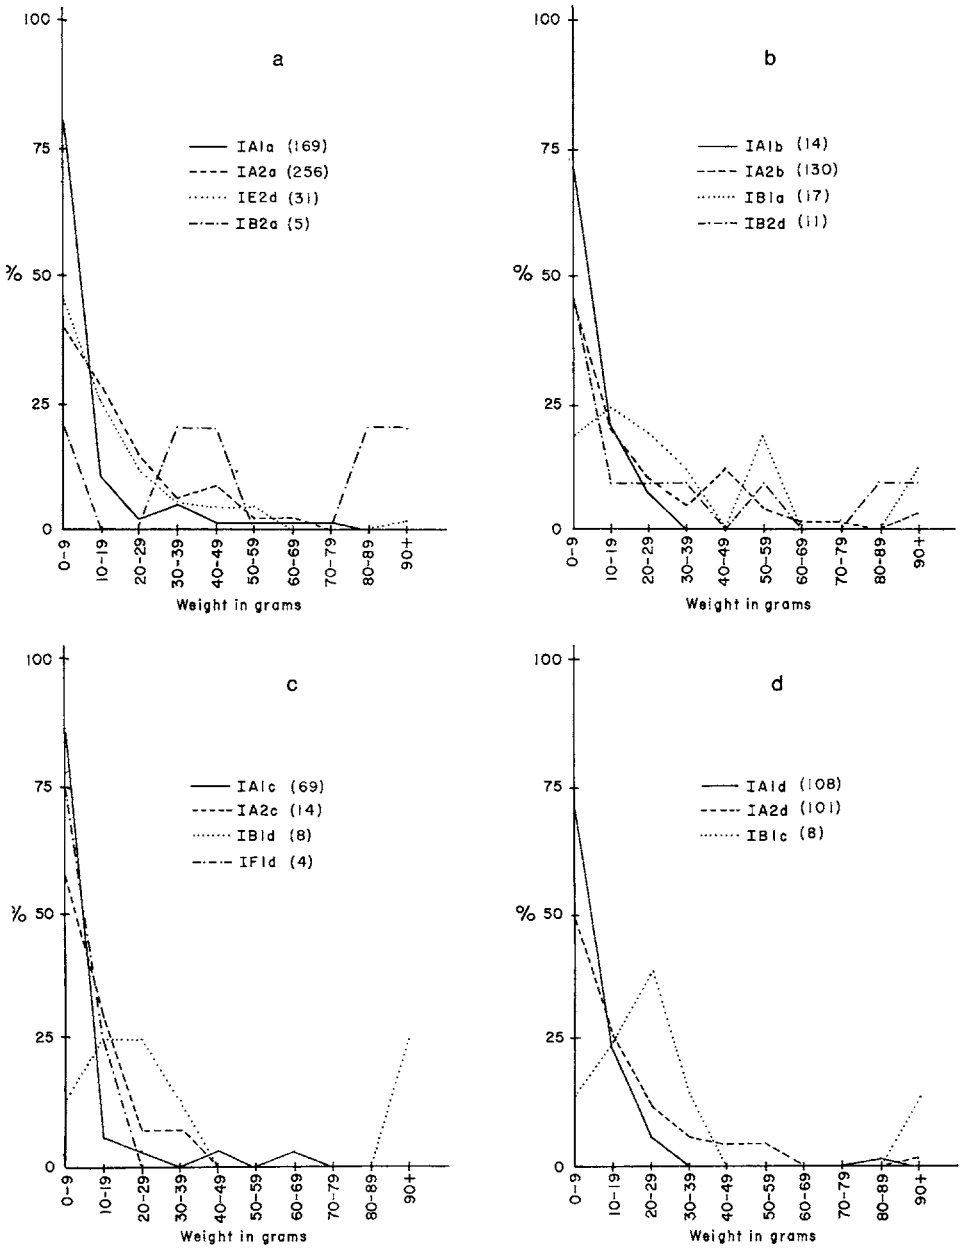 a
100
75
%
50
25
0
IA1a (169)
IA2a (256)
IE2d (31)
IB2a (5)
0-9
10-19
20-29
30-39
40-49
50-59
60-69
70-79
80-89
90+
Weight in grams
b
100
75
%
50
25
0
IA1b (14)
IA2b (130)
IB1a (17)
IB2d (11)
0-9
10-19
20-29
30-39
40-49
50-59
60-69
70-79
80-89
90+
Weight in grams
c
100
75
%
50
25
0
IA1c (69)
IA2c (14)
IB1d (8)
IF1d (4)
0-9
10-19
20-29
30-39
40-49
50-59
60-69
70-79
80-89
90+
Weight in grams
d
100
75
%
50
25
0
IA1d (108)
IA2d (101)
IB1c (8)
0-9
10-19
20-29
30-39
40-49
50-59
60-69
70-79
80-89
90+
Weight in grams